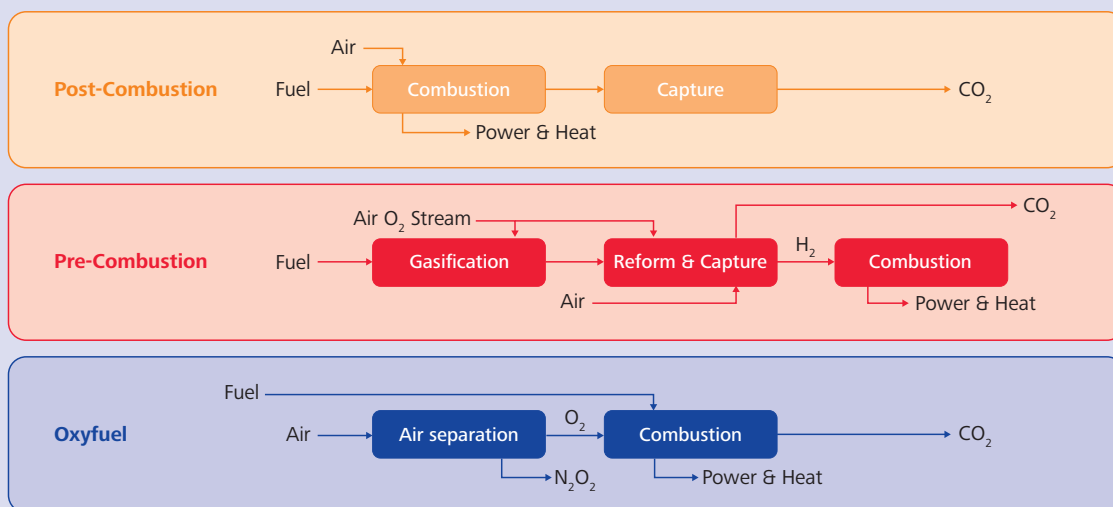 Post-Combustion
Air
Fuel
Combustion
Capture
CO₂
Power & Heat
Pre-Combustion
Air O₂ Stream
CO₂
Fuel
Gasification
Reform & Capture
H₂
Combustion
Air
Power & Heat
Oxyfuel
Fuel
Air
Air separation
O₂
Combustion
CO₂
N₂O₂
Power & Heat